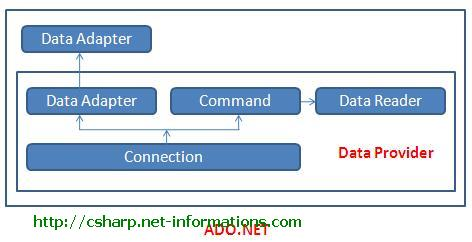 Data Adapter
Data Adapter
Command
Data Reader
Connection
Data Provider
http://csharp.net-informations.com
ADO.NET